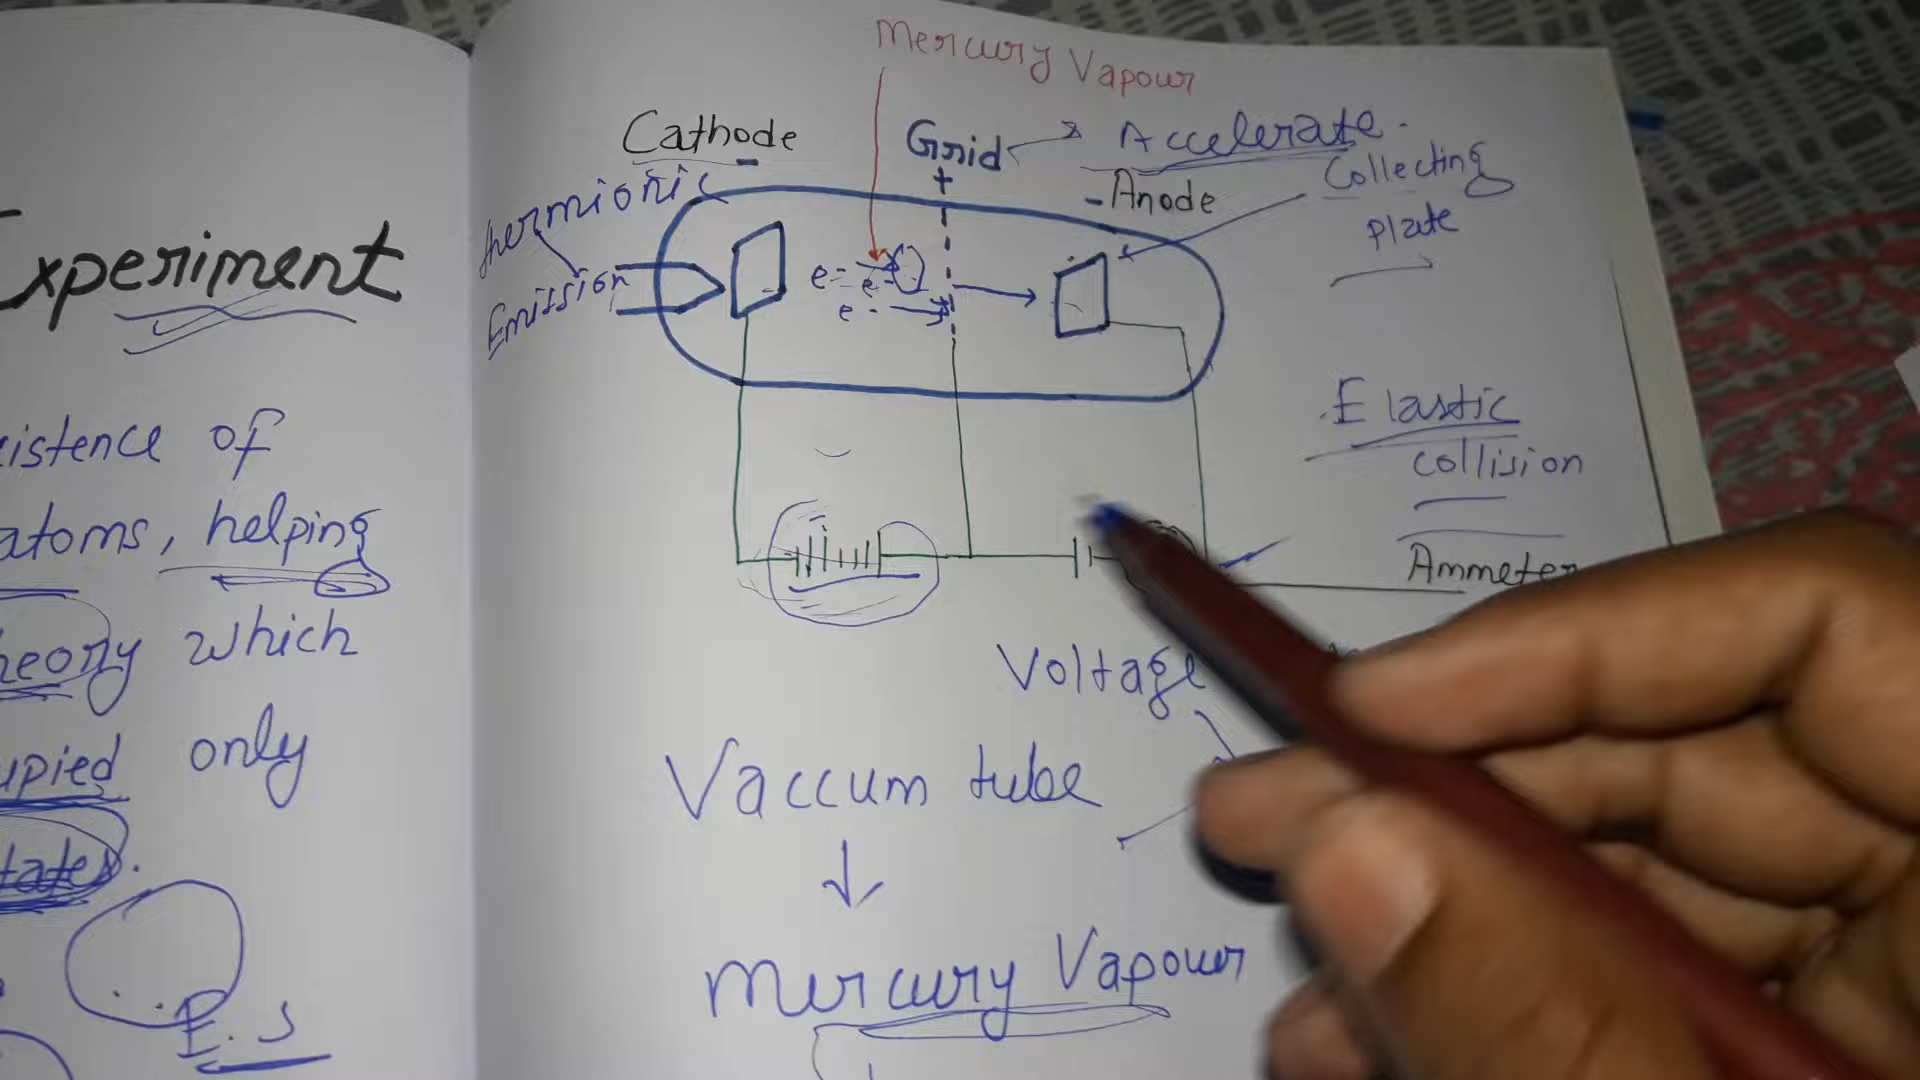 Experiment
istence of
atoms, helping
heory which
upied only
tates.
E.S
Mercury Vapour
Cathode
-
Grid
+
Accelerate.
-Anode
Collecting
Plate
thermionic
Emission
e-
e-
e-
Elastic
collision
Ammeter
Voltage
Vaccum tube
Mercury Vapour